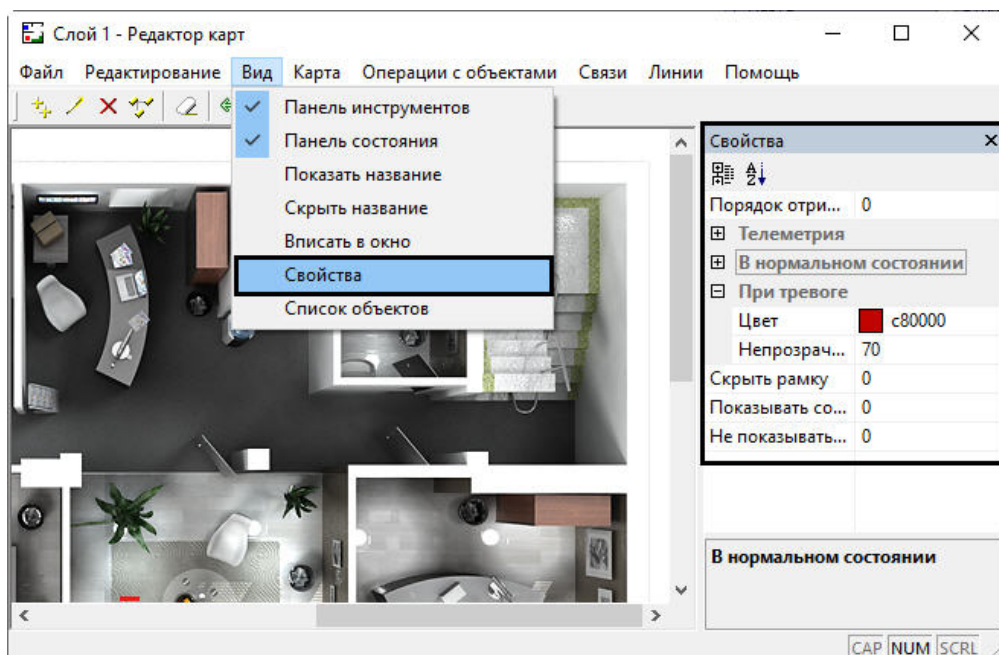 Слой 1 - Редактор карт
Файл Редактирование Вид Карта Операции с объектами Связи Линии Помощь
Панель инструментов
Панель состояния
Показать название
Скрыть название
Вписать в окно
Свойства
Список объектов
Свойства
Порядок отри... 0
Телеметрия
В нормальном состоянии
При тревоге
Цвет c80000
Непрозрач... 70
Скрыть рамку 0
Показывать со... 0
Не показывать... 0
В нормальном состоянии
CAP NUM SCRL